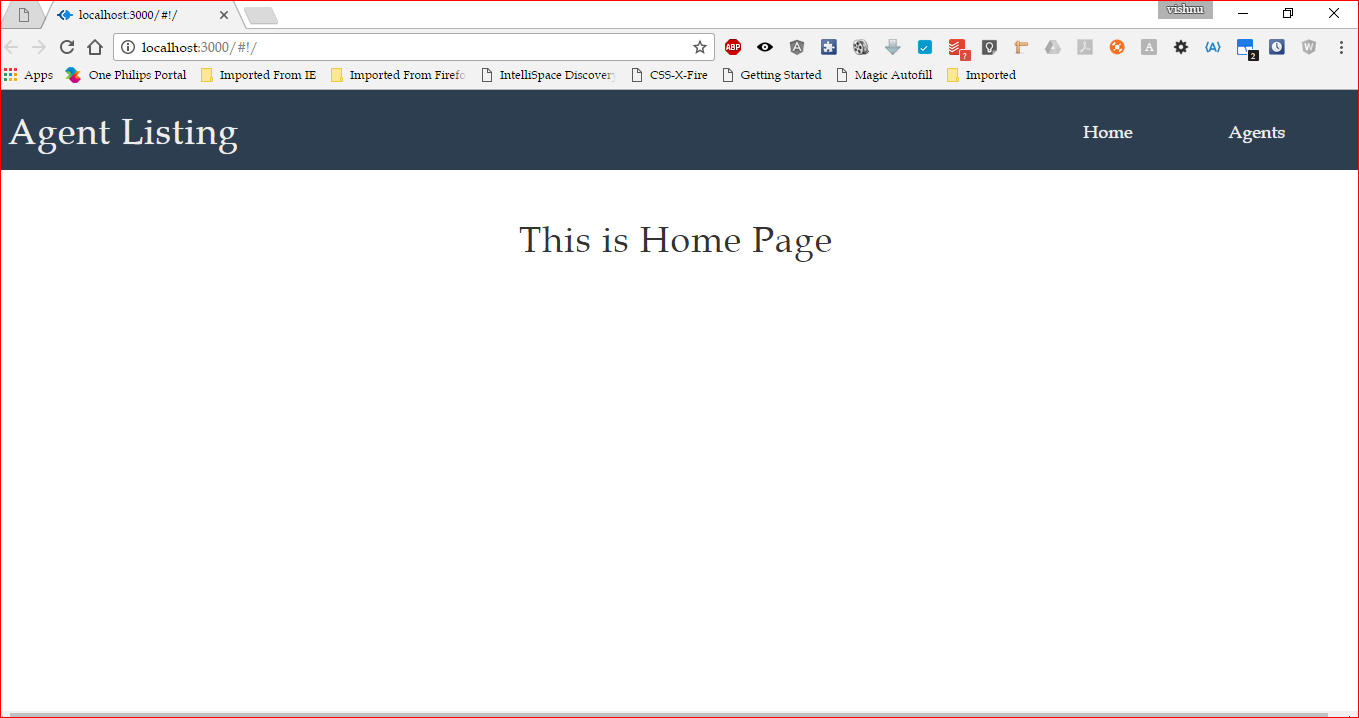 localhost:3000/#!/
vishnu
localhost:3000/#!/
ABP
A
?
A
(A)
2
W
Apps One Philips Portal Imported From IE Imported From Firefo IntelliSpace Discover CSS-X-Fire Getting Started Magic Autofill Imported
Agent Listing Home Agents
This is Home Page